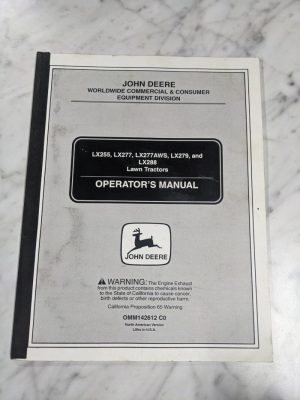 JOHN DEERE
WORLDWIDE COMMERCIAL & CONSUMER
EQUIPMENT DIVISION
LX255, LX277, LX277AWS, LX279, and
LX288
Lawn Tractors
OPERATOR'S MANUAL
JOHN DEERE
WARNING: The Engine Exhaust
from this product contains chemicals known
to the State of California to cause cancer,
birth defects or other reproductive harm.
California Proposition 65 Warning
OMM142612 C0
North American Version
Litho in U.S.A.